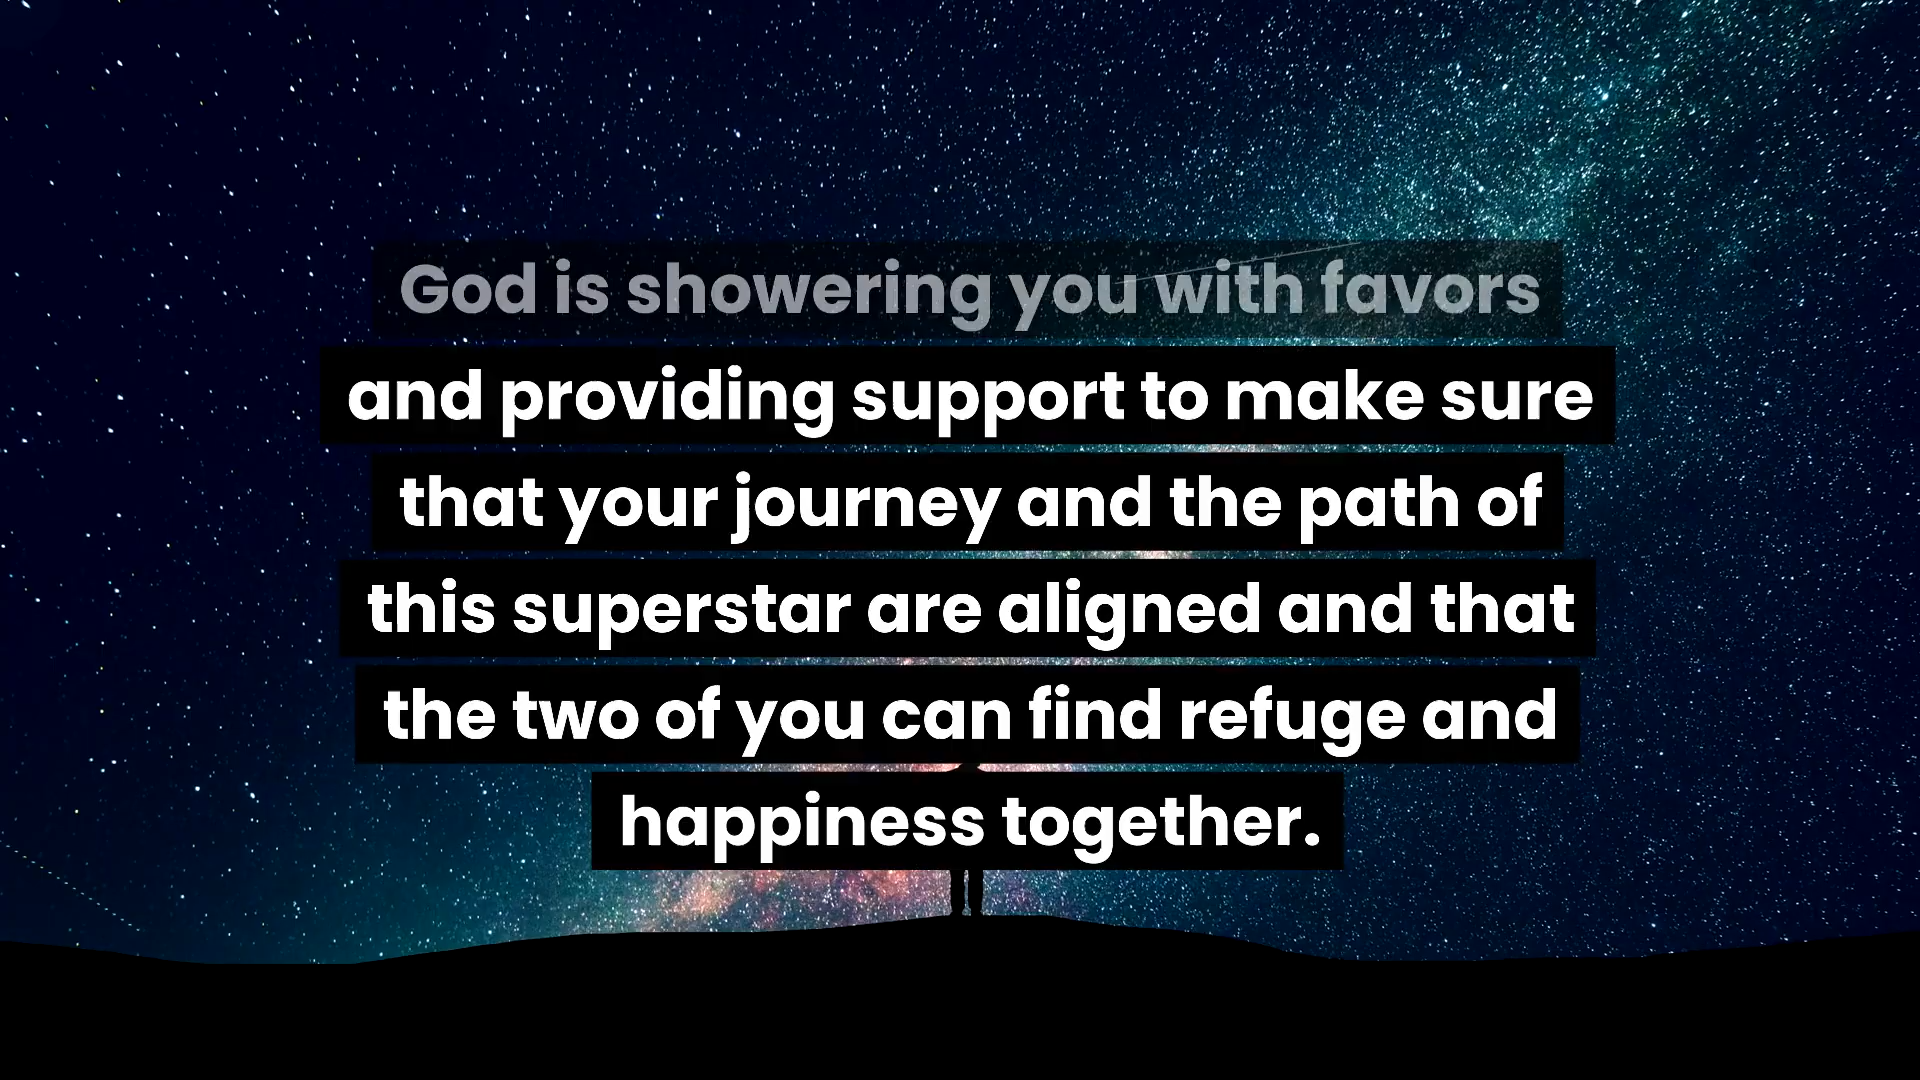 God is showering you with favors
and providing support to make sure
that your journey and the path of
this superstar are aligned and that
the two of you can find refuge and
happiness together.